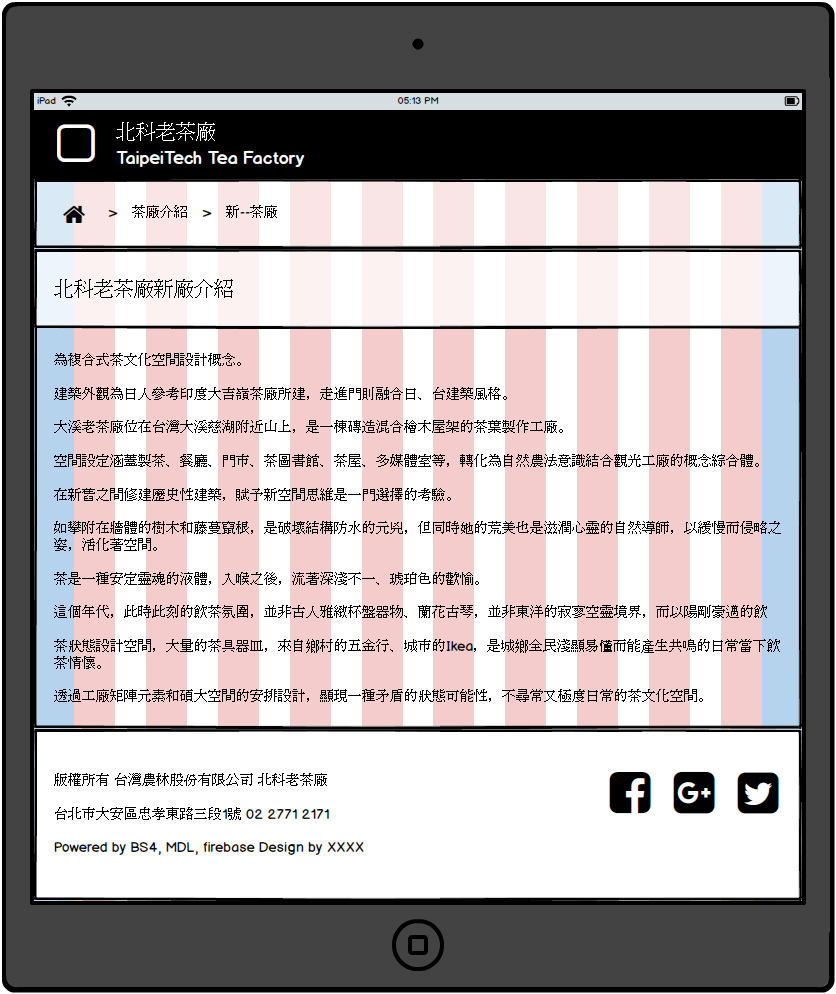 iPad
05:13 PM
北科老茶廠
TaipeiTech Tea Factory
> 茶廠介紹 > 新--茶廠
北科老茶廠新廠介紹
為複合式茶文化空間設計概念。
建築外觀為日人參考印度大吉嶺茶廠所建，走進門則融合日、台建築風格。
大溪老茶廠位在台灣大溪慈湖附近山上，是一棟磚造混合檜木屋架的茶葉製作工廠。
空間設定涵蓋製茶、餐廳、門市、茶圖書館、茶屋、多媒體室等，轉化為自然農法意識結合觀光工廠的概念綜合體。
在新舊之間修建歷史性建築，賦予新空間思維是一門選擇的考驗。
如攀附在牆體的樹木和藤蔓竄根，是破壞結構防水的元兇，但同時她的荒美也是滋潤心靈的自然導師，以緩慢而侵略之
姿，活化著空間。
茶是一種安定靈魂的液體，入喉之後，流著深淺不一、琥珀色的歡愉。
這個年代，此時此刻的飲茶氛圍，並非古人雅緻杯盤器物、蘭花古琴，並非東洋的寂寥空靈境界，而以陽剛豪邁的飲
茶狀態設計空間，大量的茶具器皿，來自鄉村的五金行、城市的Ikea，是城鄉全民淺顯易懂而能產生共鳴的日常當下飲
茶情懷。
透過工廠矩陣元素和碩大空間的安排設計，顯現一種矛盾的狀態可能性，不尋常又極度日常的茶文化空間。
版權所有 台灣農林股份有限公司 北科老茶廠
台北市大安區忠孝東路三段1號 02 2771 2171
Powered by BS4, MDL, firebase Design by XXXX